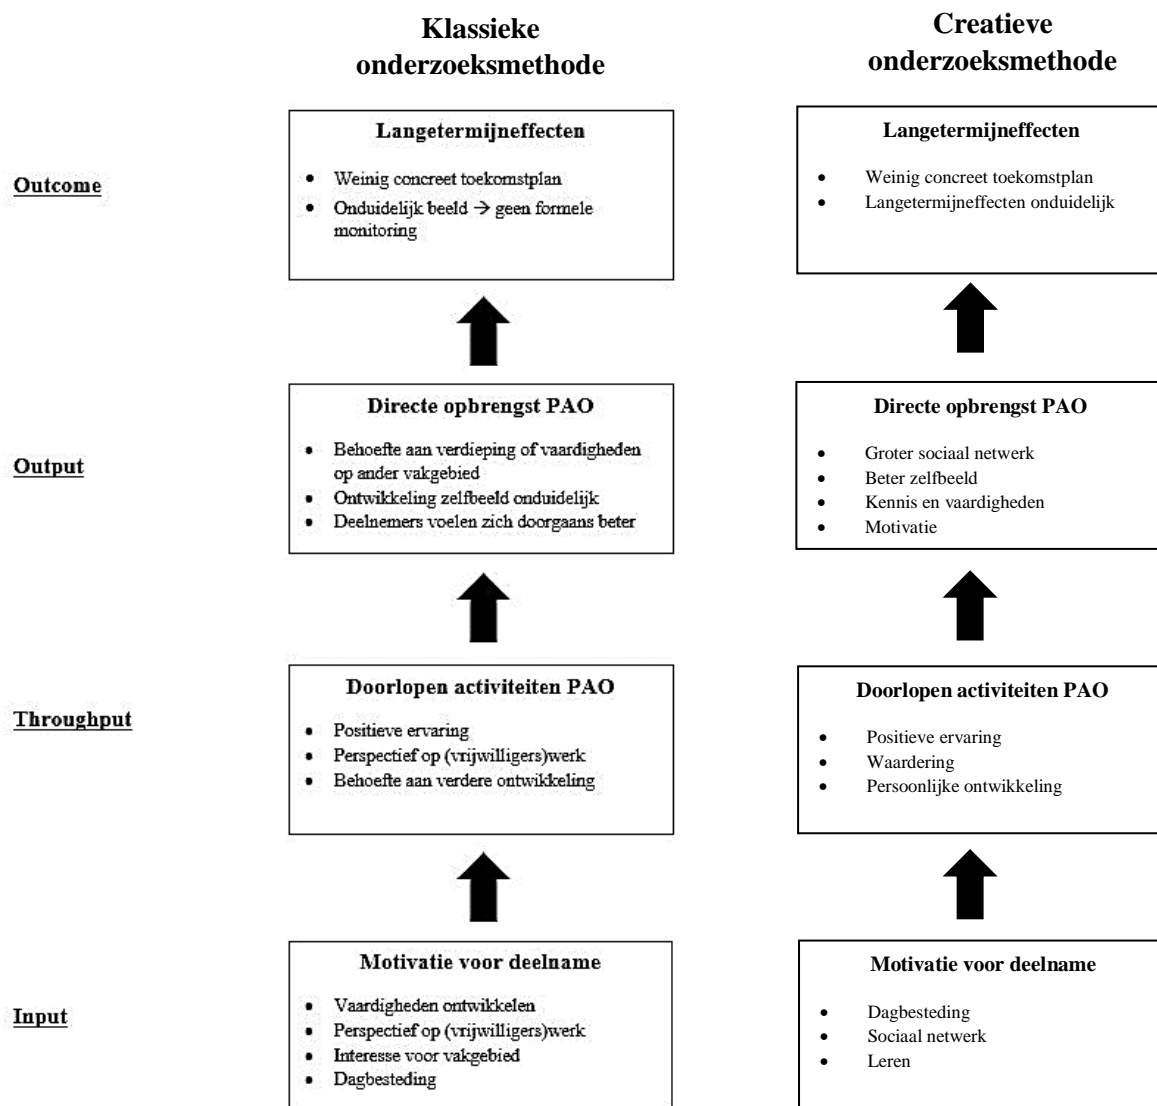 Klassieke
onderzoeksmethode
Creatieve
onderzoeksmethode
Outcome
Langetermijneffecten
• Weinig concreet toekomstplan
• Onduidelijk beeld → geen formele
monitoring
Langetermijneffecten
• Weinig concreet toekomstplan
• Langetermijneffecten onduidelijk
Output
Directe opbrengst PAO
• Behoefte aan verdieping of vaardigheden
op ander vakgebied
• Ontwikkeling zelfbeeld onduidelijk
• Deelnemers voelen zich doorgaans beter
Directe opbrengst PAO
• Groter sociaal netwerk
• Beter zelfbeeld
• Kennis en vaardigheden
• Motivatie
Throughput
Doorlopen activiteiten PAO
• Positieve ervaring
• Perspectief op (vrijwilligers)werk
• Behoefte aan verdere ontwikkeling
Doorlopen activiteiten PAO
• Positieve ervaring
• Waardering
• Persoonlijke ontwikkeling
Input
Motivatie voor deelname
• Vaardigheden ontwikkelen
• Perspectief op (vrijwilligers)werk
• Interesse voor vakgebied
• Dagbesteding
Motivatie voor deelname
• Dagbesteding
• Sociaal netwerk
• Leren